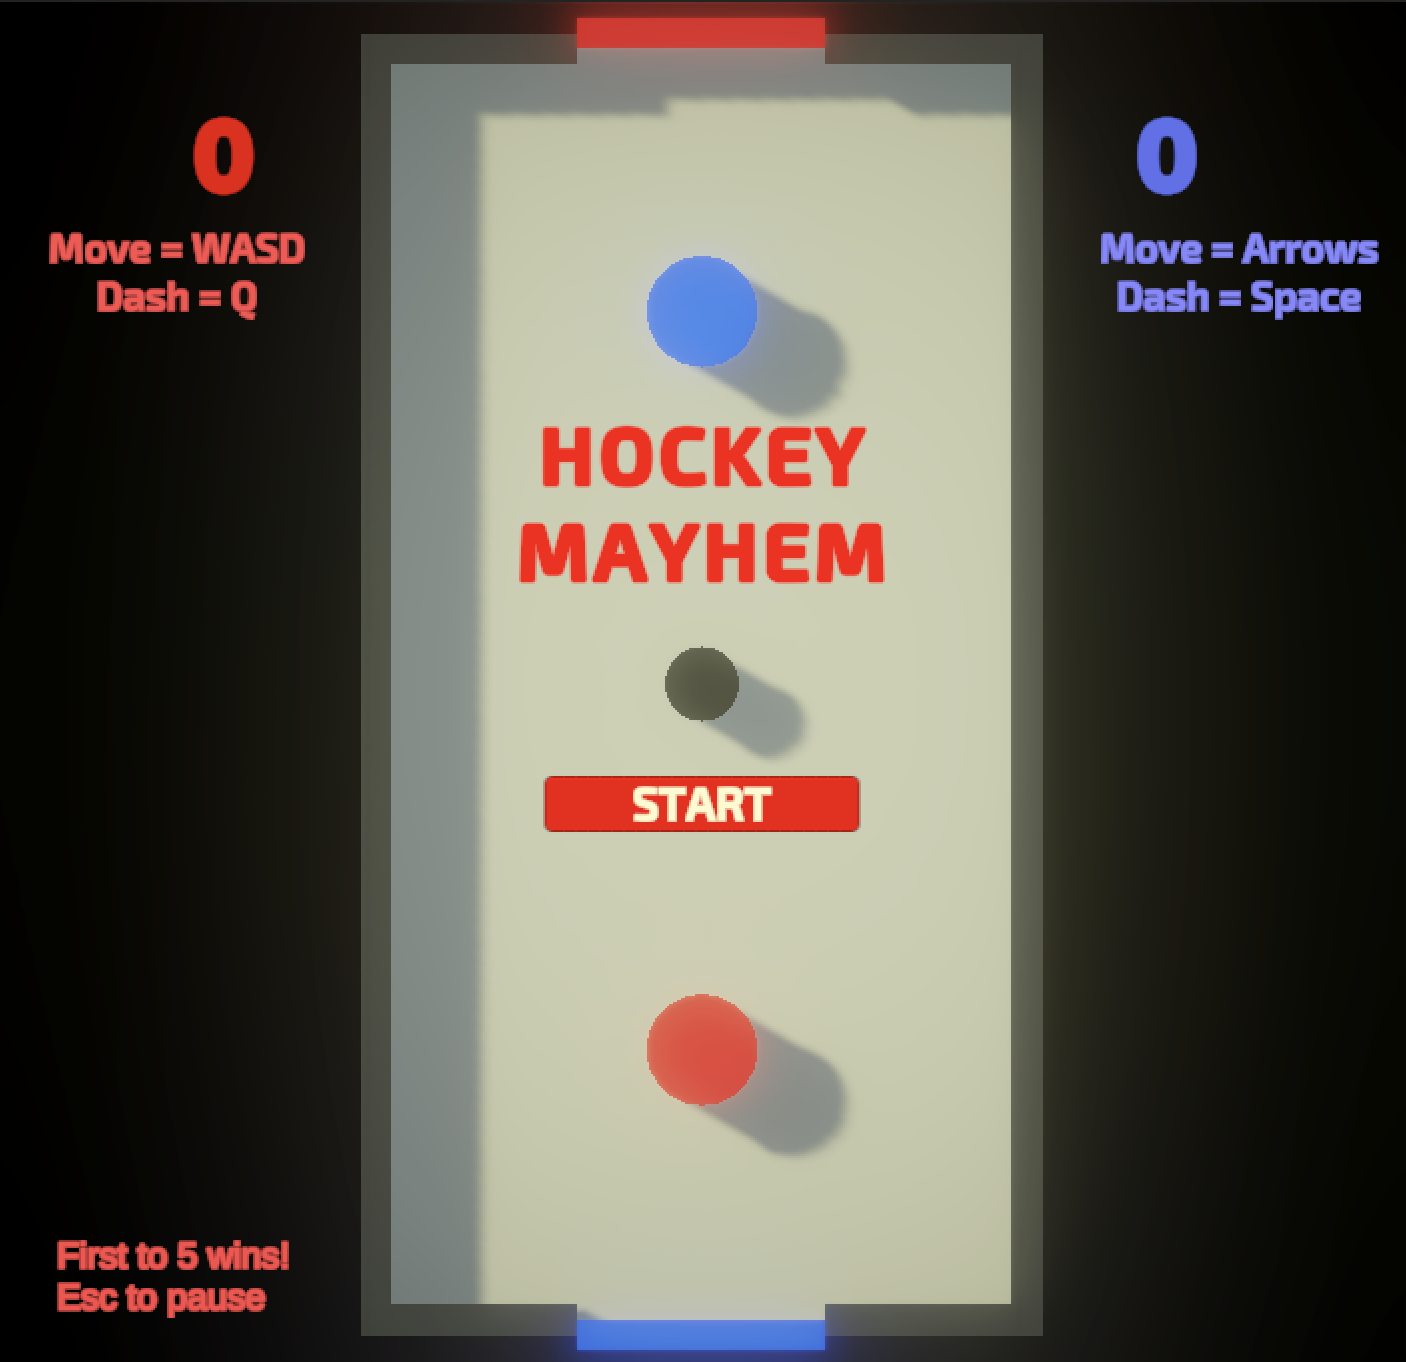 0
Move = WASD
Dash = Q
0
Move = Arrows
Dash = Space
HOCKEY
MAYHEM
START
First to 5 wins!
Esc to pause